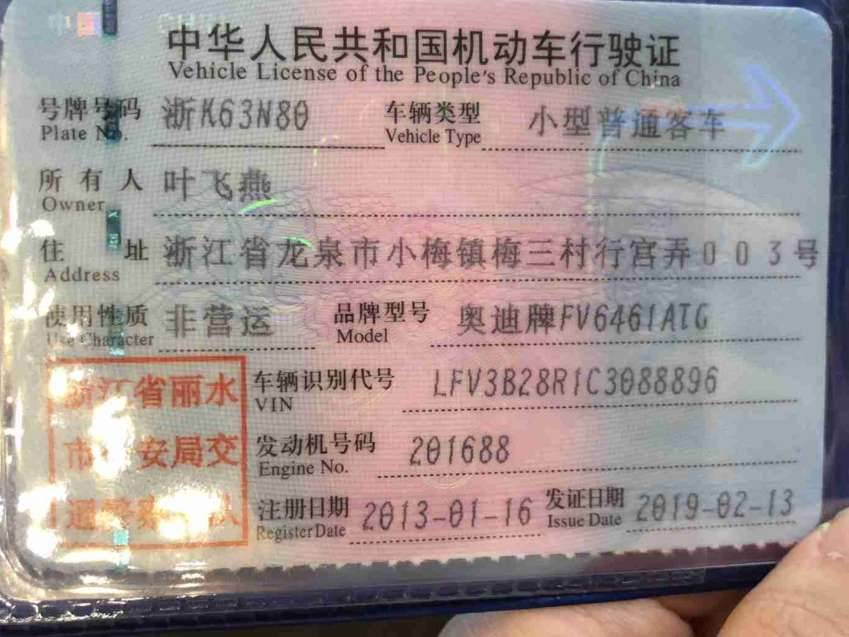 中华人民共和国机动车行驶证
Vehicle License of the People's Republic of China
号牌号码 浙K63N80 车辆类型 小型普通客车
Plate No. Vehicle Type
所有人 叶飞燕
Owner
住址 浙江省龙泉市小梅镇梅三村行宫弄003号
Address
使用性质 非营运 品牌型号 奥迪牌FV6461ATG
Use Character Model
浙江省丽水 车辆识别代号 LFV3B28R1C3088896
VIN
市公安局交 发动机号码 201688
Engine No.
通警察支队 注册日期 2013-01-16 发证日期 2019-02-13
Register Date Issue Date